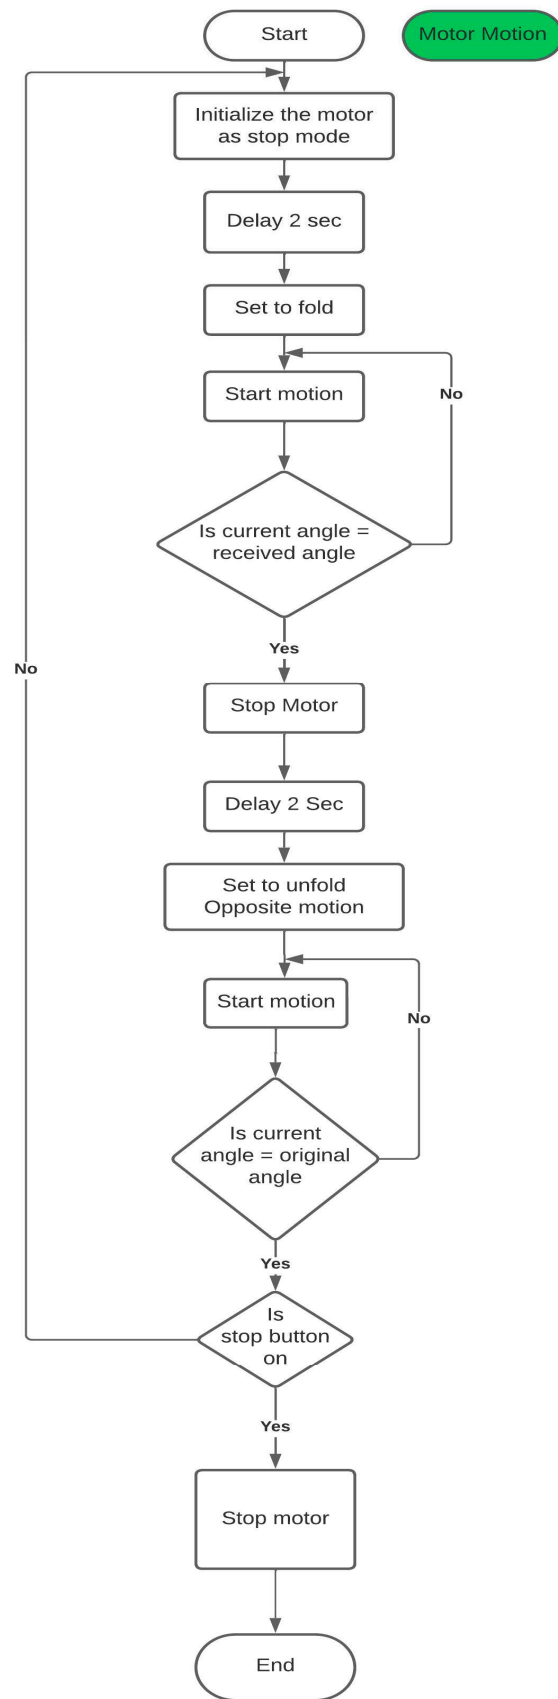 Start
Motor Motion
Initialize the motor
as stop mode
Delay 2 sec
Set to fold
Start motion
No
Is current angle =
received angle
Yes
No
Stop Motor
Delay 2 Sec
Set to unfold
Opposite motion
Start motion
No
Is current
angle = original
angle
Yes
Is
stop button
on
Yes
Stop motor
End